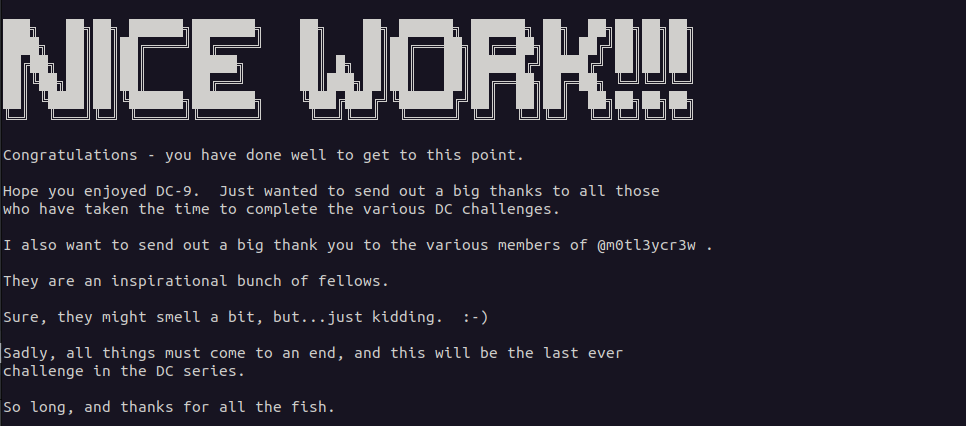 NICE WORK!!!
Congratulations - you have done well to get to this point.
Hope you enjoyed DC-9.  Just wanted to send out a big thanks to all those
who have taken the time to complete the various DC challenges.
I also want to send out a big thank you to the various members of @m0tl3ycr3w .
They are an inspirational bunch of fellows.
Sure, they might smell a bit, but...just kidding.  :-)
Sadly, all things must come to an end, and this will be the last ever
challenge in the DC series.
So long, and thanks for all the fish.